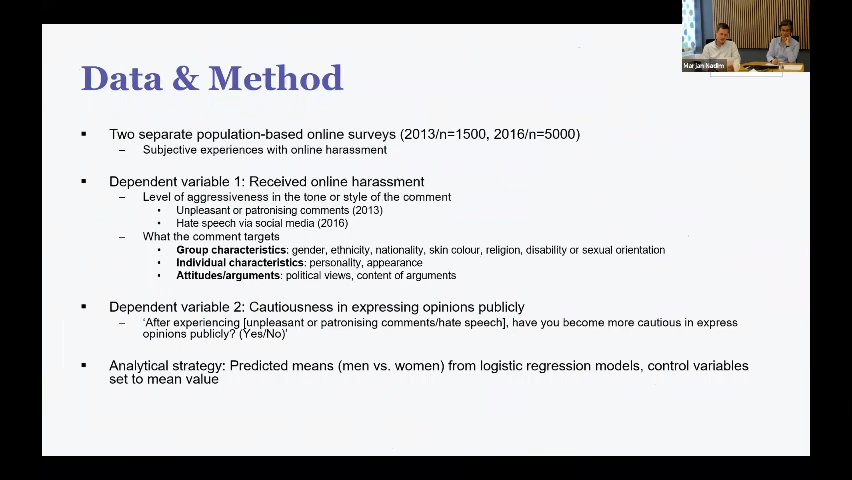 Data & Method
▪ Two separate population-based online surveys (2013/n=1500, 2016/n=5000)
– Subjective experiences with online harassment
▪ Dependent variable 1: Received online harassment
– Level of aggressiveness in the tone or style of the comment
• Unpleasant or patronising comments (2013)
• Hate speech via social media (2016)
– What the comment targets
• Group characteristics: gender, ethnicity, nationality, skin colour, religion, disability or sexual orientation
• Individual characteristics: personality, appearance
• Attitudes/arguments: political views, content of arguments
▪ Dependent variable 2: Cautiousness in expressing opinions publicly
– ‘After experiencing [unpleasant or patronising comments/hate speech], have you become more cautious in express
opinions publicly? (Yes/No)’
▪ Analytical strategy: Predicted means (men vs. women) from logistic regression models, control variables
set to mean value
Marjan Nadim